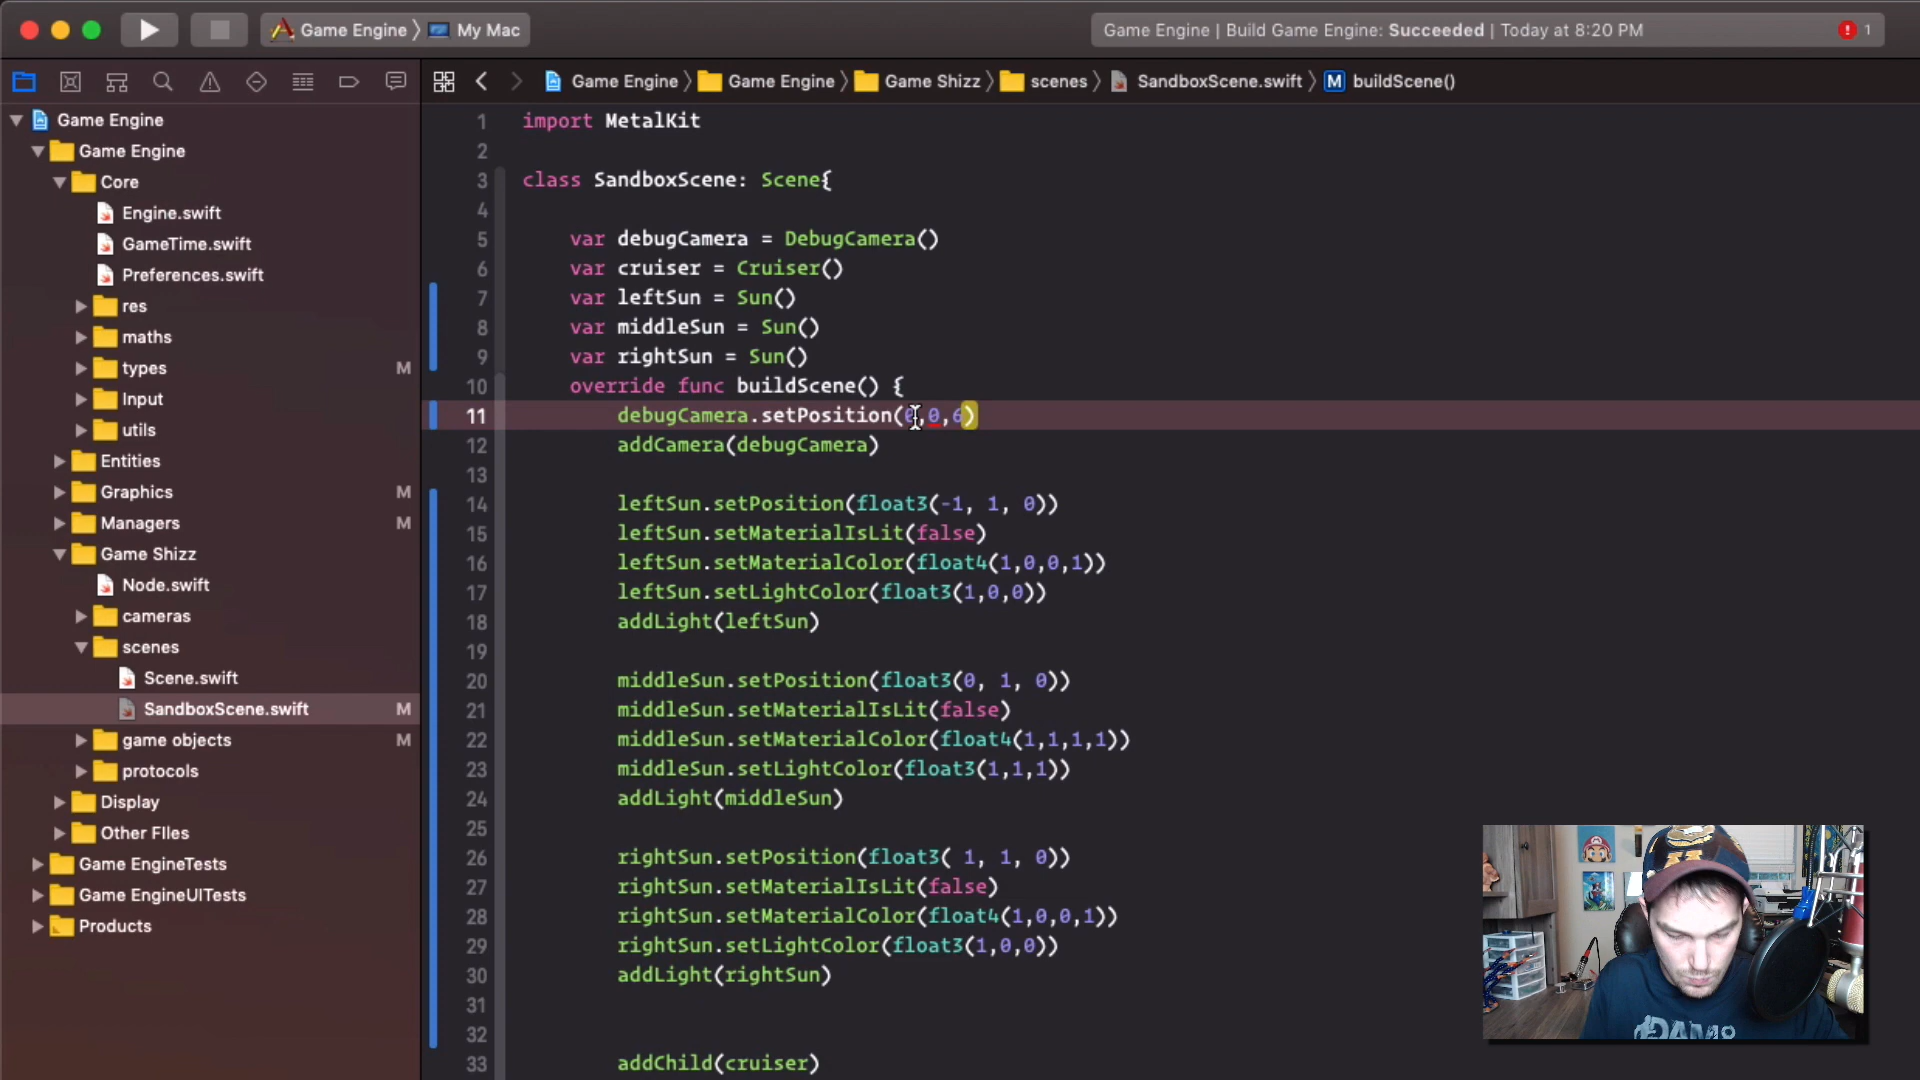 Game Engine My Mac
Game Engine | Build Game Engine: Succeeded | Today at 8:20 PM 1
Game Engine Game Engine Game Shizz scenes SandboxScene.swift M buildScene()
Game Engine
Game Engine
Core
Engine.swift
GameTime.swift
Preferences.swift
res
maths
types M
Input
utils
Entities
Graphics M
Managers M
Game Shizz
Node.swift
cameras
scenes
Scene.swift
SandboxScene.swift M
game objects M
protocols
Display
Other FIles
Game EngineTests
Game EngineUITests
Products
1 import MetalKit
2
3 class SandboxScene: Scene{
4
5 var debugCamera = DebugCamera()
6 var cruiser = Cruiser()
7 var leftSun = Sun()
8 var middleSun = Sun()
9 var rightSun = Sun()
10 override func buildScene() {
11 debugCamera.setPosition(0,0,6)
12 addCamera(debugCamera)
13
14 leftSun.setPosition(float3(-1, 1, 0))
15 leftSun.setMaterialIsLit(false)
16 leftSun.setMaterialColor(float4(1,0,0,1))
17 leftSun.setLightColor(float3(1,0,0))
18 addLight(leftSun)
19
20 middleSun.setPosition(float3(0, 1, 0))
21 middleSun.setMaterialIsLit(false)
22 middleSun.setMaterialColor(float4(1,1,1,1))
23 middleSun.setLightColor(float3(1,1,1))
24 addLight(middleSun)
25
26 rightSun.setPosition(float3( 1, 1, 0))
27 rightSun.setMaterialIsLit(false)
28 rightSun.setMaterialColor(float4(1,0,0,1))
29 rightSun.setLightColor(float3(1,0,0))
30 addLight(rightSun)
31
32
33 addChild(cruiser)